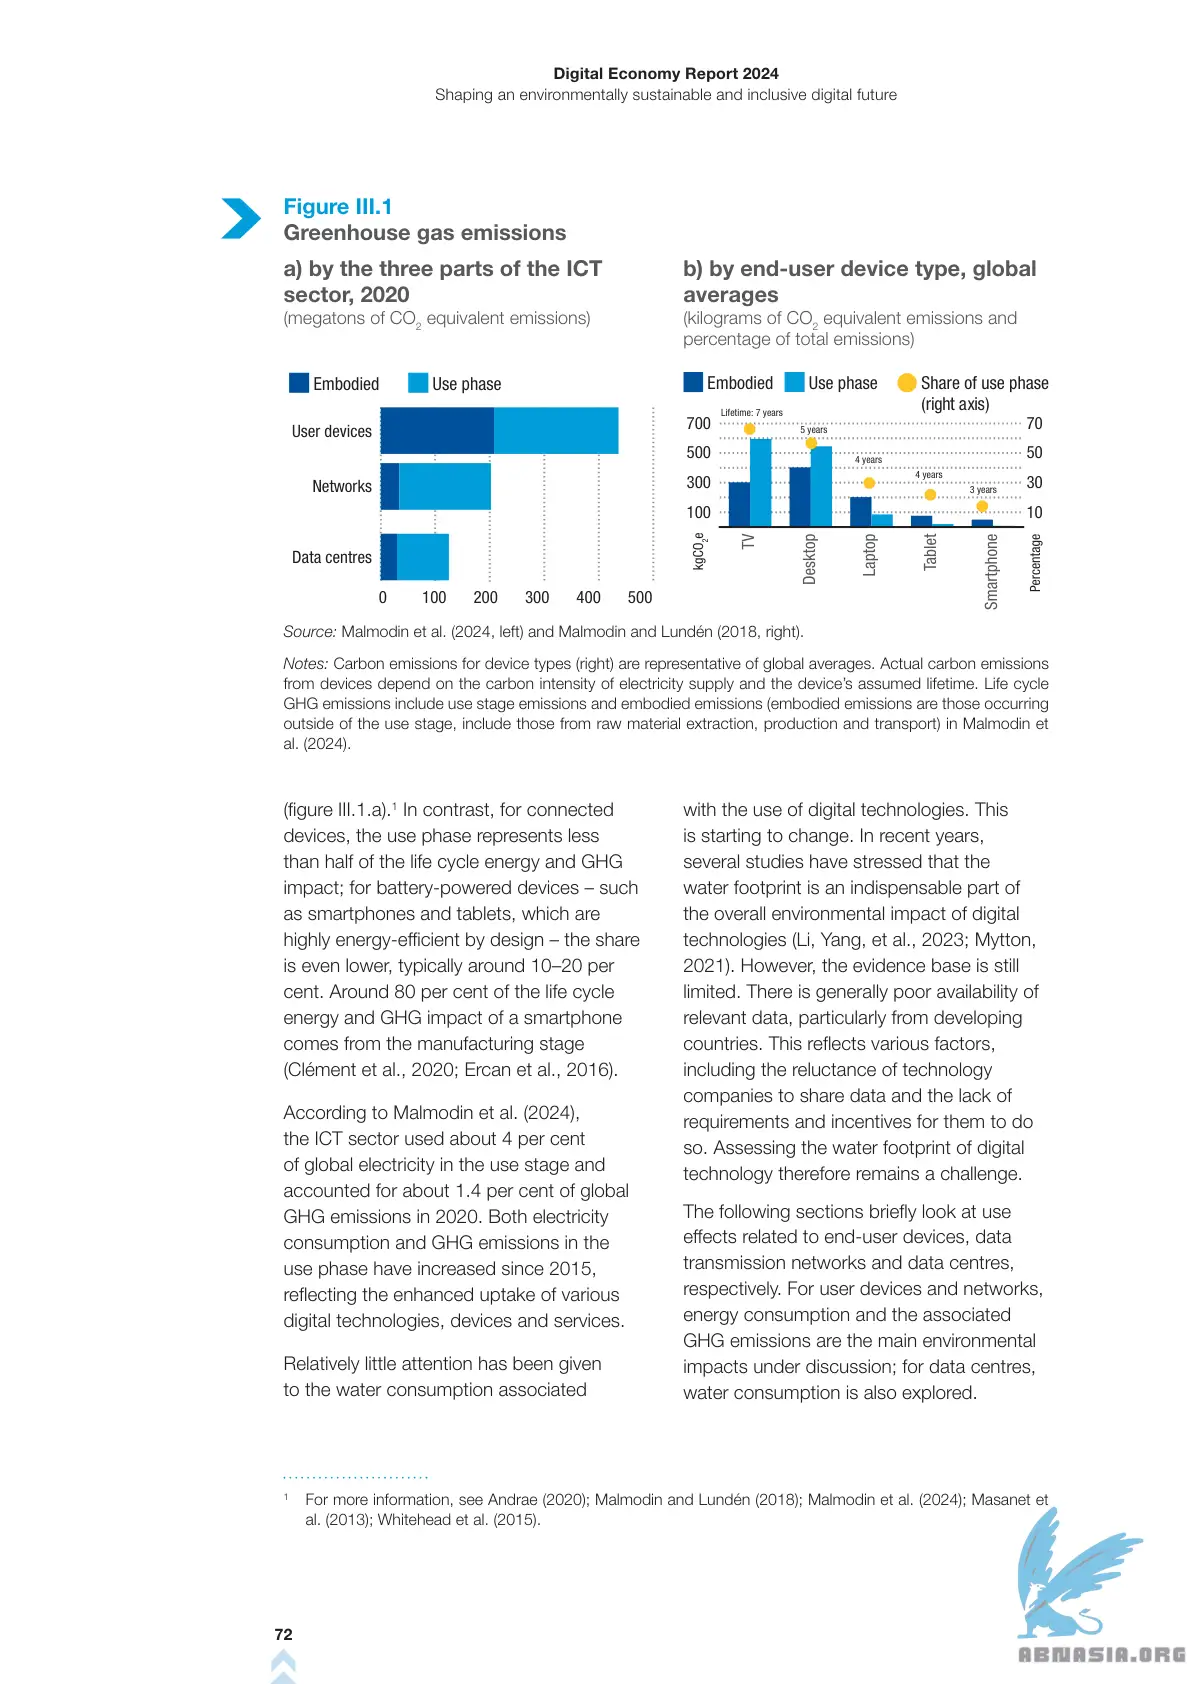 Digital Economy Report 2024
Shaping an environmentally sustainable and inclusive digital future
Figure III.1
Greenhouse gas emissions
a) by the three parts of the ICT
sector, 2020
(megatons of CO2 equivalent emissions)
Embodied Use phase
User devices
Networks
Data centres
0 100 200 300 400 500
b) by end-user device type, global
averages
(kilograms of CO2 equivalent emissions and
percentage of total emissions)
Embodied Use phase Share of use phase
(right axis)
Lifetime: 7 years
5 years
4 years
4 years
3 years
700 70
500 50
300 30
100 10
kgCO2e
TV
Desktop
Laptop
Tablet
Smartphone
Percentage
Source: Malmodin et al. (2024, left) and Malmodin and Lundén (2018, right).
Notes: Carbon emissions for device types (right) are representative of global averages. Actual carbon emissions
from devices depend on the carbon intensity of electricity supply and the device’s assumed lifetime. Life cycle
GHG emissions include use stage emissions and embodied emissions (embodied emissions are those occurring
outside of the use stage, include those from raw material extraction, production and transport) in Malmodin et
al. (2024).
(figure III.1.a).1 In contrast, for connected
devices, the use phase represents less
than half of the life cycle energy and GHG
impact; for battery-powered devices – such
as smartphones and tablets, which are
highly energy-efficient by design – the share
is even lower, typically around 10–20 per
cent. Around 80 per cent of the life cycle
energy and GHG impact of a smartphone
comes from the manufacturing stage
(Clément et al., 2020; Ercan et al., 2016).
According to Malmodin et al. (2024),
the ICT sector used about 4 per cent
of global electricity in the use stage and
accounted for about 1.4 per cent of global
GHG emissions in 2020. Both electricity
consumption and GHG emissions in the
use phase have increased since 2015,
reflecting the enhanced uptake of various
digital technologies, devices and services.
Relatively little attention has been given
to the water consumption associated
with the use of digital technologies. This
is starting to change. In recent years,
several studies have stressed that the
water footprint is an indispensable part of
the overall environmental impact of digital
technologies (Li, Yang, et al., 2023; Mytton,
2021). However, the evidence base is still
limited. There is generally poor availability of
relevant data, particularly from developing
countries. This reflects various factors,
including the reluctance of technology
companies to share data and the lack of
requirements and incentives for them to do
so. Assessing the water footprint of digital
technology therefore remains a challenge.
The following sections briefly look at use
effects related to end-user devices, data
transmission networks and data centres,
respectively. For user devices and networks,
energy consumption and the associated
GHG emissions are the main environmental
impacts under discussion; for data centres,
water consumption is also explored.
1 For more information, see Andrae (2020); Malmodin and Lundén (2018); Malmodin et al. (2024); Masanet et
al. (2013); Whitehead et al. (2015).
72
ABNASIA.ORG